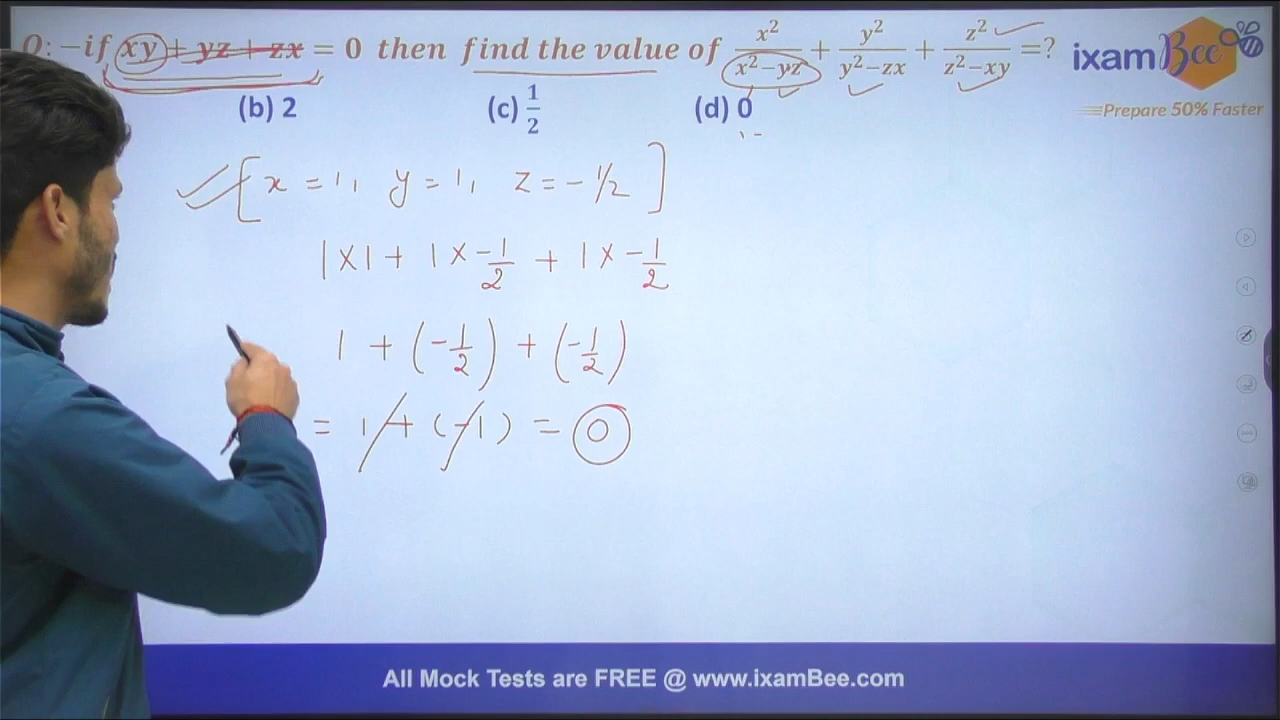 Q: -if xy + yz + zx = 0 then find the value of x²/(x²−yz) + y²/(y²−zx) + z²/(z²−xy) =?
ixamBee
Prepare 50% Faster
(b) 2 (c) 1/2 (d) 0
[x = 1, y = 1, z = -1/2]
1×1 + 1×-1/2 + 1×-1/2
1 + (-1/2) + (-1/2)
= 1 + (-1) = 0
All Mock Tests are FREE @ www.ixamBee.com